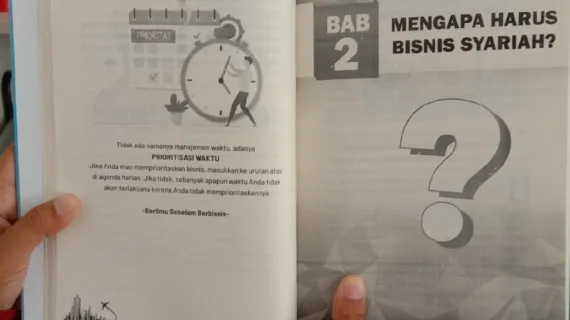 PRIORITAS
Tidak ada namanya manajemen waktu, adanya
PRIORITISASI WAKTU
Jika Anda mau memprioritaskan bisnis, masukkan ke urutan atas
di agenda harian. Jika tidak, sebanyak apapun waktu Anda tidak
akan terlaksana karena Anda tidak memprioritaskannya
-Berilmu Sebelum Berbisnis-
BAB
2
MENGAPA HARUS
BISNIS SYARIAH?